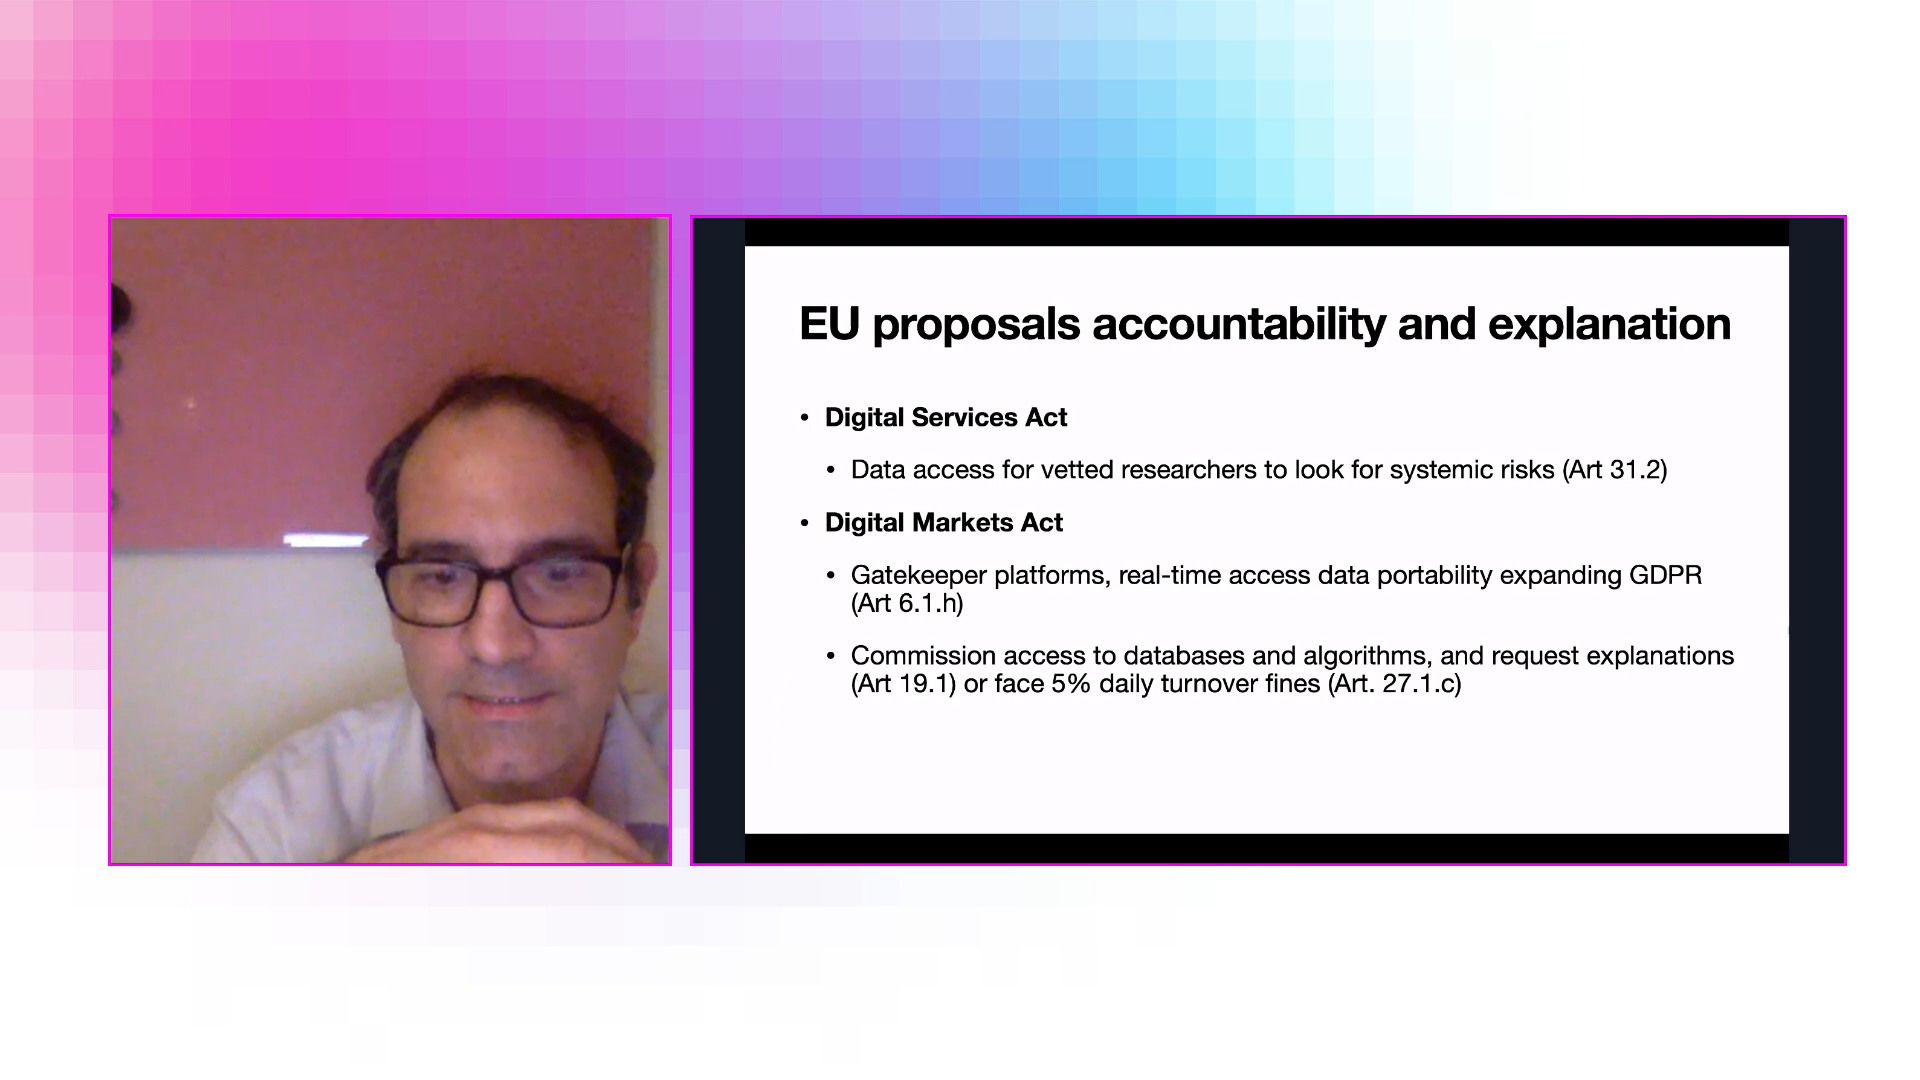 EU proposals accountability and explanation
• Digital Services Act
• Data access for vetted researchers to look for systemic risks (Art 31.2)
• Digital Markets Act
• Gatekeeper platforms, real-time access data portability expanding GDPR
(Art 6.1.h)
• Commission access to databases and algorithms, and request explanations
(Art 19.1) or face 5% daily turnover fines (Art. 27.1.c)